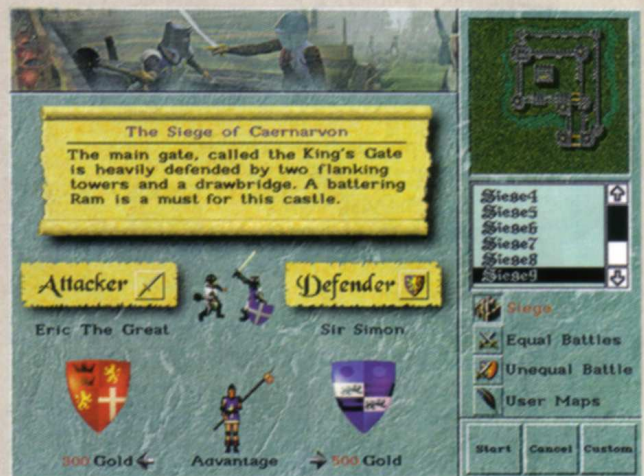 The Siege of Caernarvon
The main gate, called the King's Gate
is heavily defended by two flanking
towers and a drawbridge. A battering
Ram is a must for this castle.
Attacker
Defender
Eric The Great
Sir Simon
300 Gold
Advantage
500 Gold
Siege4
Siege5
Siege6
Siege7
Siege8
Siege9
Siege
Equal Battles
Unequal Battle
User Maps
Start
Cancel
Custom